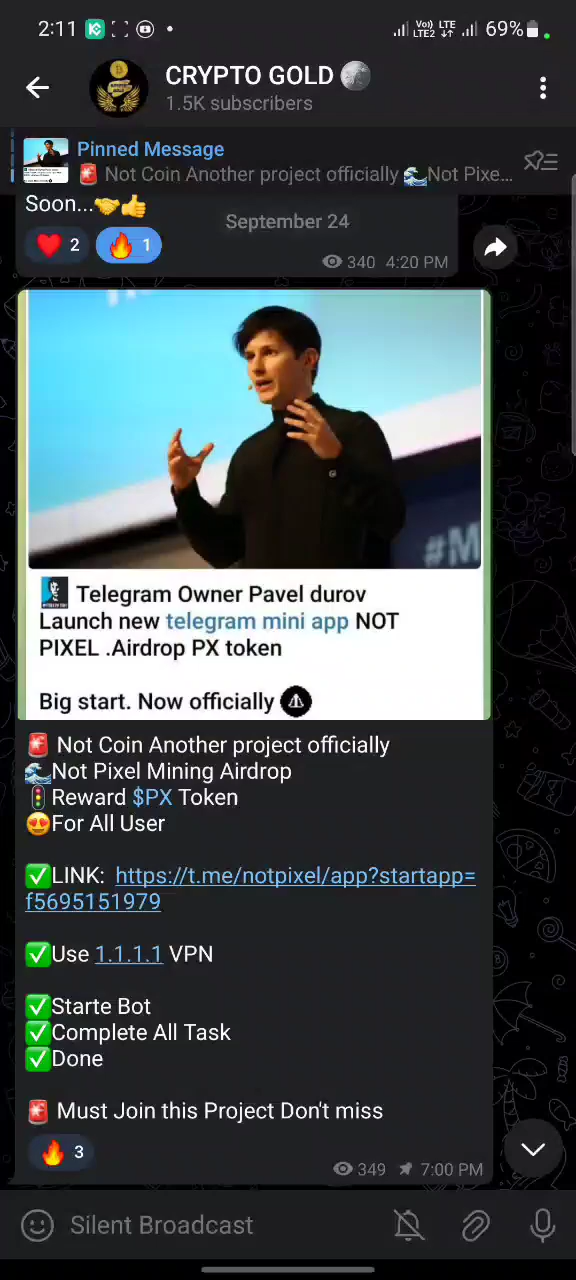 2:11
Vo)) LTE
LTE2
69%
CRYPTO GOLD
1.5K subscribers
Pinned Message
🚨 Not Coin Another project officially 🌊Not Pixe...
Soon...🤝👍
September 24
❤️ 2 🔥 1
340 4:20 PM
#M
Telegram Owner Pavel durov
Launch new telegram mini app NOT
PIXEL .Airdrop PX token
Big start. Now officially
🚨 Not Coin Another project officially
🌊Not Pixel Mining Airdrop
🚦Reward $PX Token
😍For All User
✅LINK: https://t.me/notpixel/app?startapp=
f5695151979
✅Use 1.1.1.1 VPN
✅Starte Bot
✅Complete All Task
✅Done
🚨 Must Join this Project Don't miss
🔥 3
349 7:00 PM
Silent Broadcast